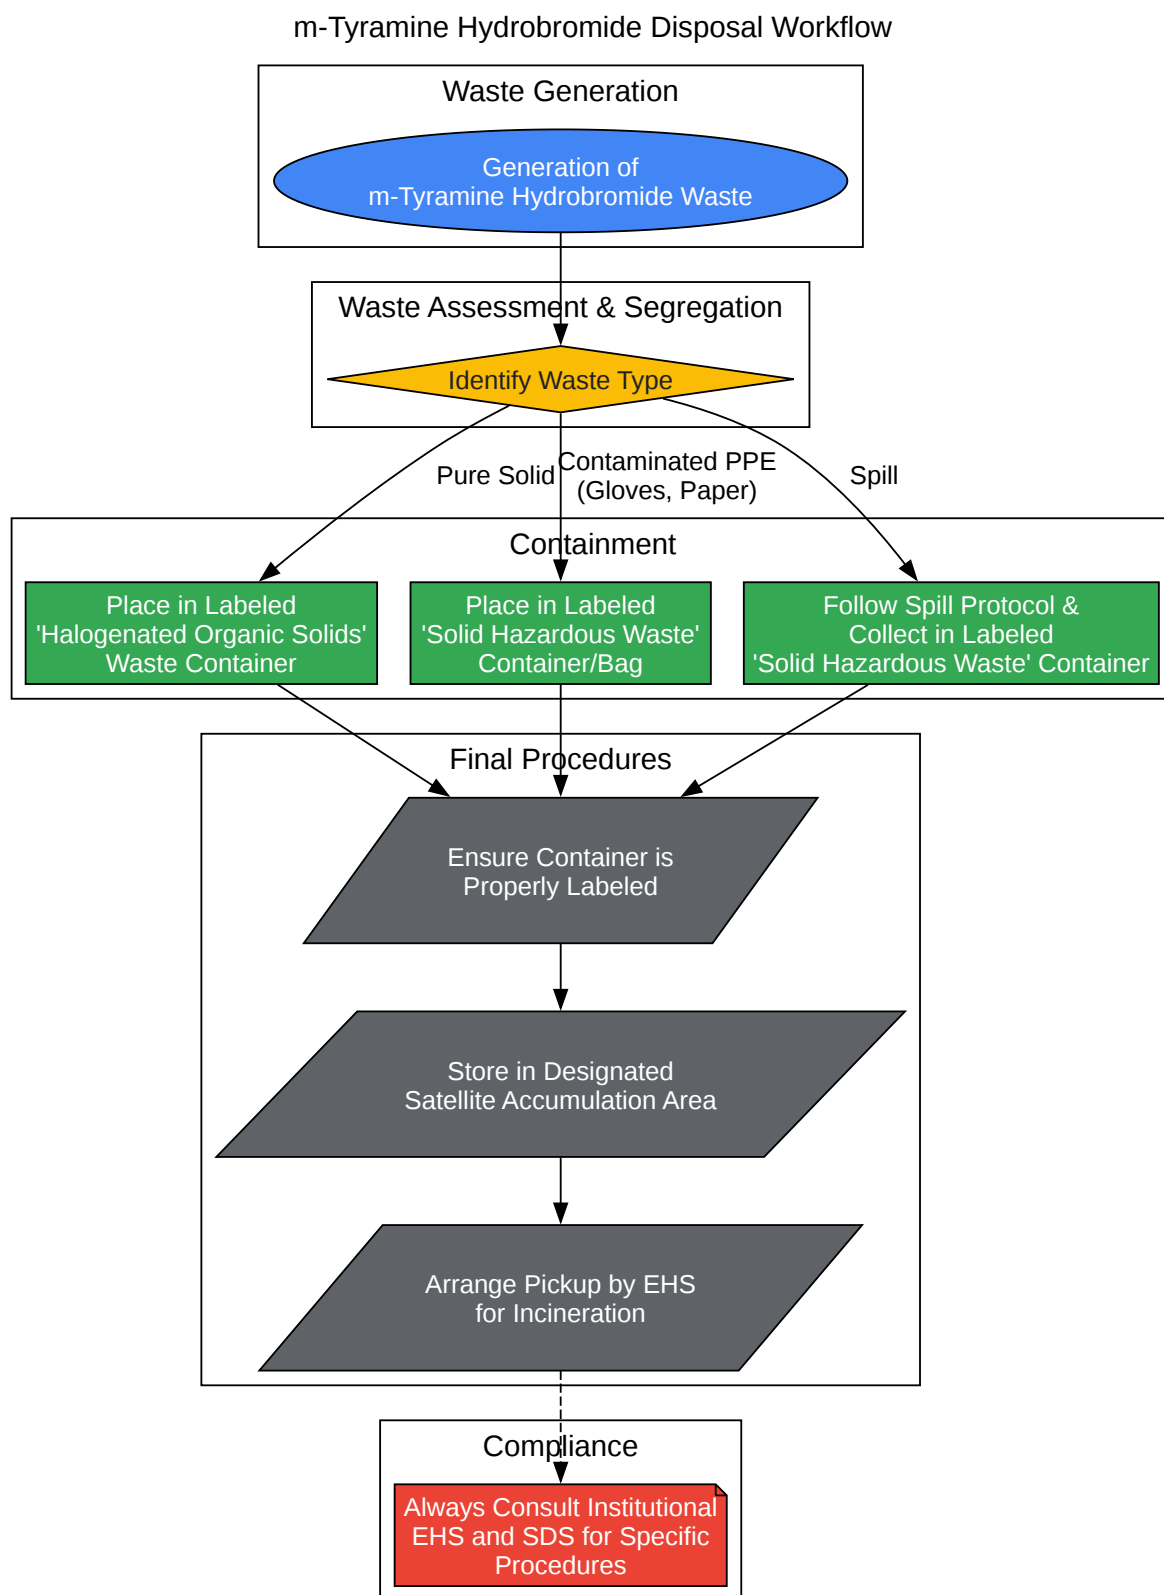 m-Tyramine Hydrobromide Disposal Workflow
Waste Generation
Generation of
m-Tyramine Hydrobromide Waste
Waste Assessment & Segregation
Identify Waste Type
Pure Solid
Contaminated PPE
(Gloves, Paper)
Spill
Containment
Place in Labeled
'Halogenated Organic Solids'
Waste Container
Place in Labeled
'Solid Hazardous Waste'
Container/Bag
Follow Spill Protocol &
Collect in Labeled
'Solid Hazardous Waste' Container
Final Procedures
Ensure Container is
Properly Labeled
Store in Designated
Satellite Accumulation Area
Arrange Pickup by EHS
for Incineration
Compliance
Always Consult Institutional
EHS and SDS for Specific
Procedures